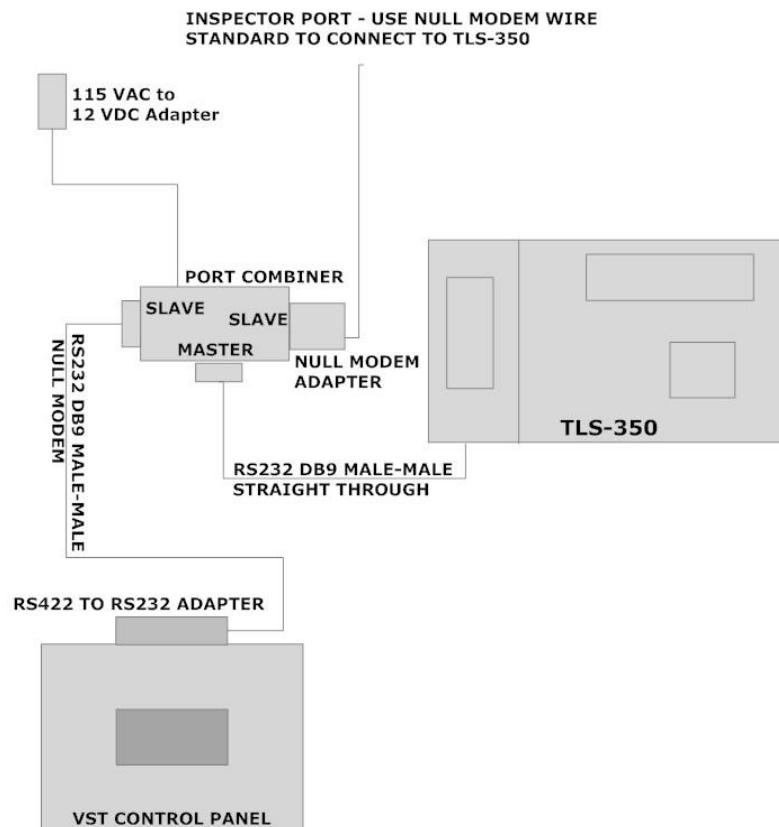 INSPECTOR PORT - USE NULL MODEM WIRE
STANDARD TO CONNECT TO TLS-350
115 VAC to
12 VDC Adapter
PORT COMBINER
SLAVE
SLAVE
MASTER
NULL MODEM
ADAPTER
RS232 DB9 MALE-MALE
NULL MODEM
TLS-350
RS232 DB9 MALE-MALE
STRAIGHT THROUGH
RS422 TO RS232 ADAPTER
VST CONTROL PANEL